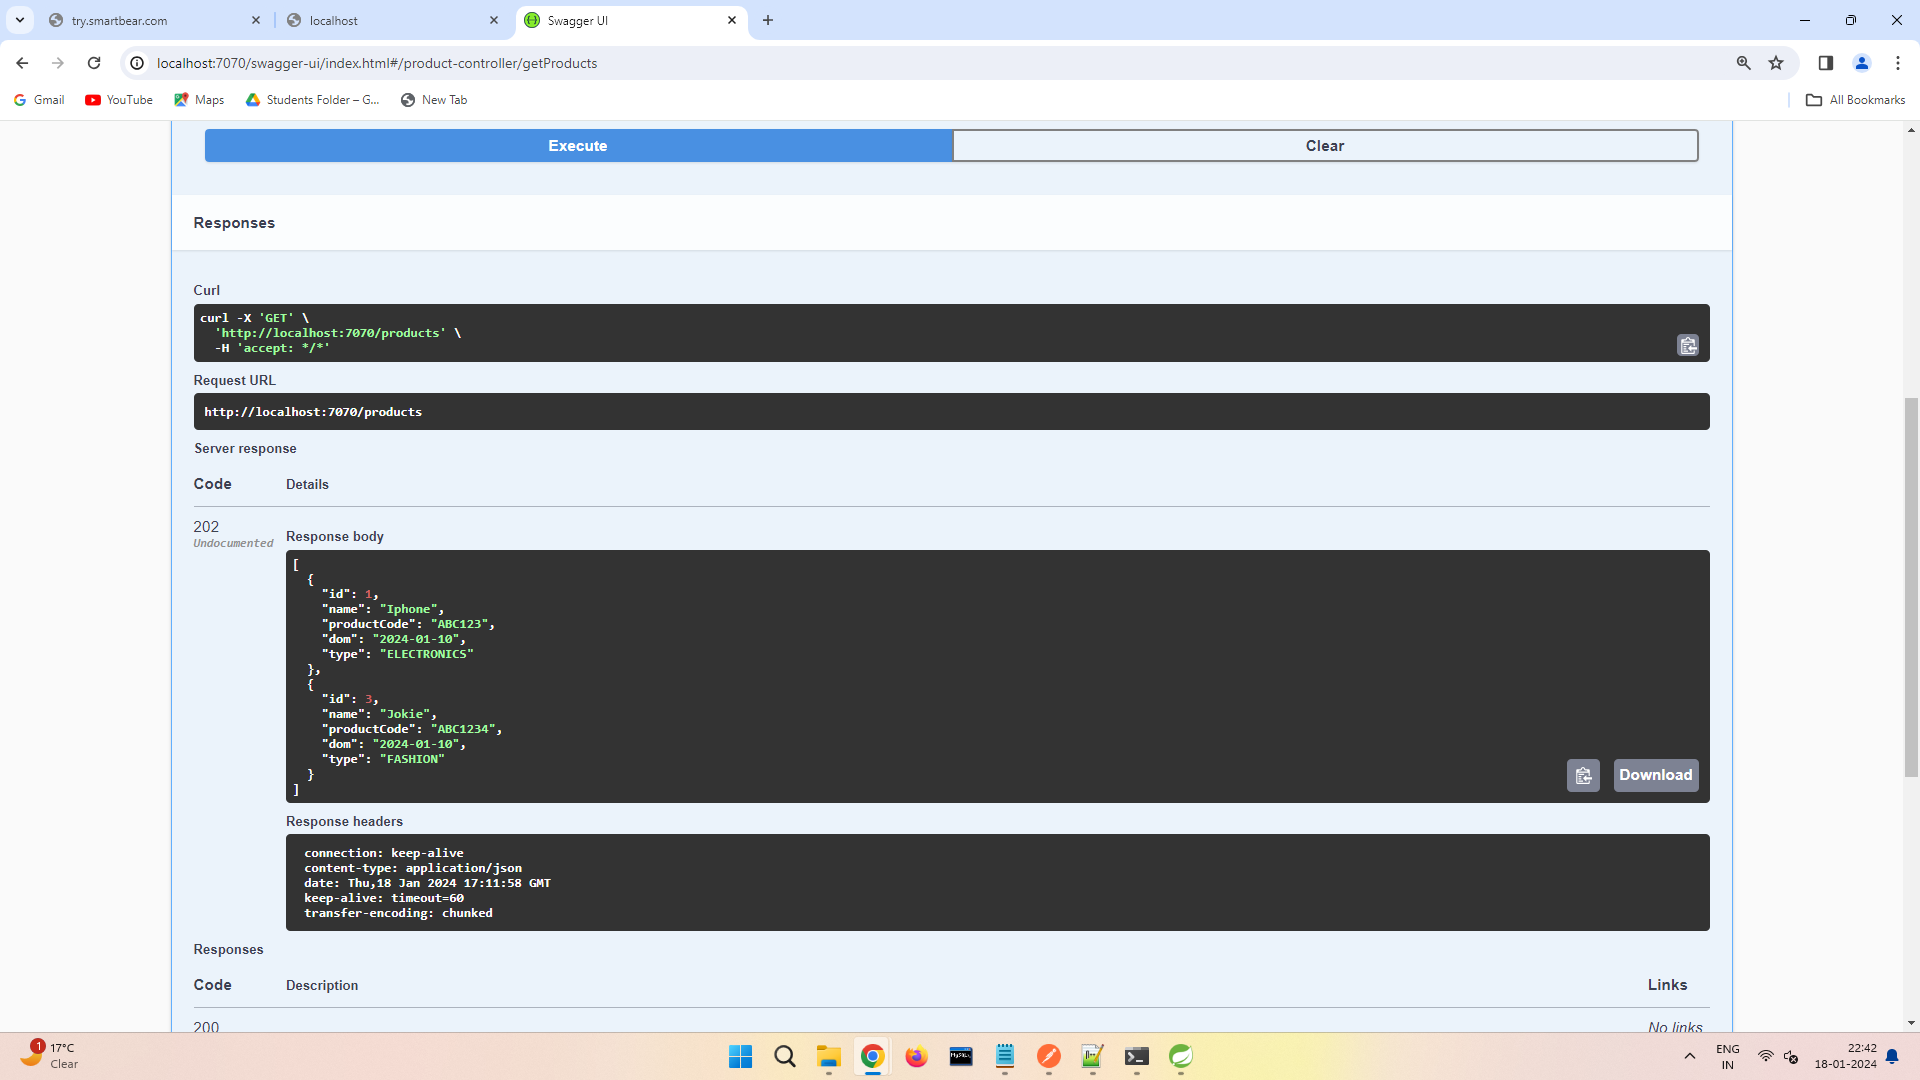 try.smartbear.com
localhost
Swagger UI
localhost:7070/swagger-ui/index.html#/product-controller/getProducts
Gmail
YouTube
Maps
Students Folder – G...
New Tab
All Bookmarks
Execute
Clear
Responses
Curl
curl -X 'GET' \
'http://localhost:7070/products' \
-H 'accept: */*'
Request URL
http://localhost:7070/products
Server response
Code Details
202
Undocumented
Response body
[
{
"id": 1,
"name": "Iphone",
"productCode": "ABC123",
"dom": "2024-01-10",
"type": "ELECTRONICS"
},
{
"id": 3,
"name": "Jokie",
"productCode": "ABC1234",
"dom": "2024-01-10",
"type": "FASHION"
}
]
Download
Response headers
connection: keep-alive
content-type: application/json
date: Thu,18 Jan 2024 17:11:58 GMT
keep-alive: timeout=60
transfer-encoding: chunked
Responses
Code Description Links
200 No links
1
17°C
Clear
MySQL
ENG
IN
22:42
18-01-2024